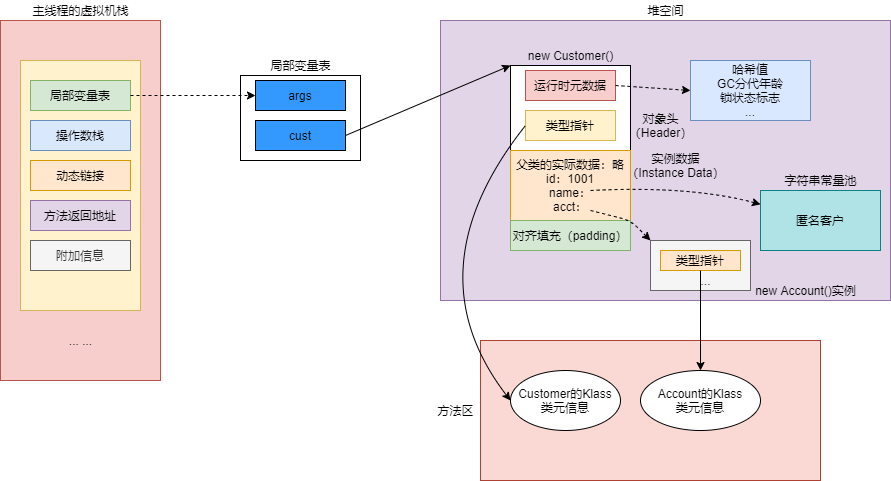 主线程的虚拟机栈
局部变量表
操作数栈
动态链接
方法返回地址
附加信息
... ...
局部变量表
args
cust
堆空间
new Customer()
运行时元数据
类型指针
对象头
（Header）
哈希值
GC分代年龄
锁状态标志
...
父类的实际数据：略
id：1001
name：
acct：
实例数据
（Instance Data）
对齐填充（padding）
字符串常量池
匿名客户
类型指针
...
new Account()实例
方法区
Customer的Klass
类元信息
Account的Klass
类元信息